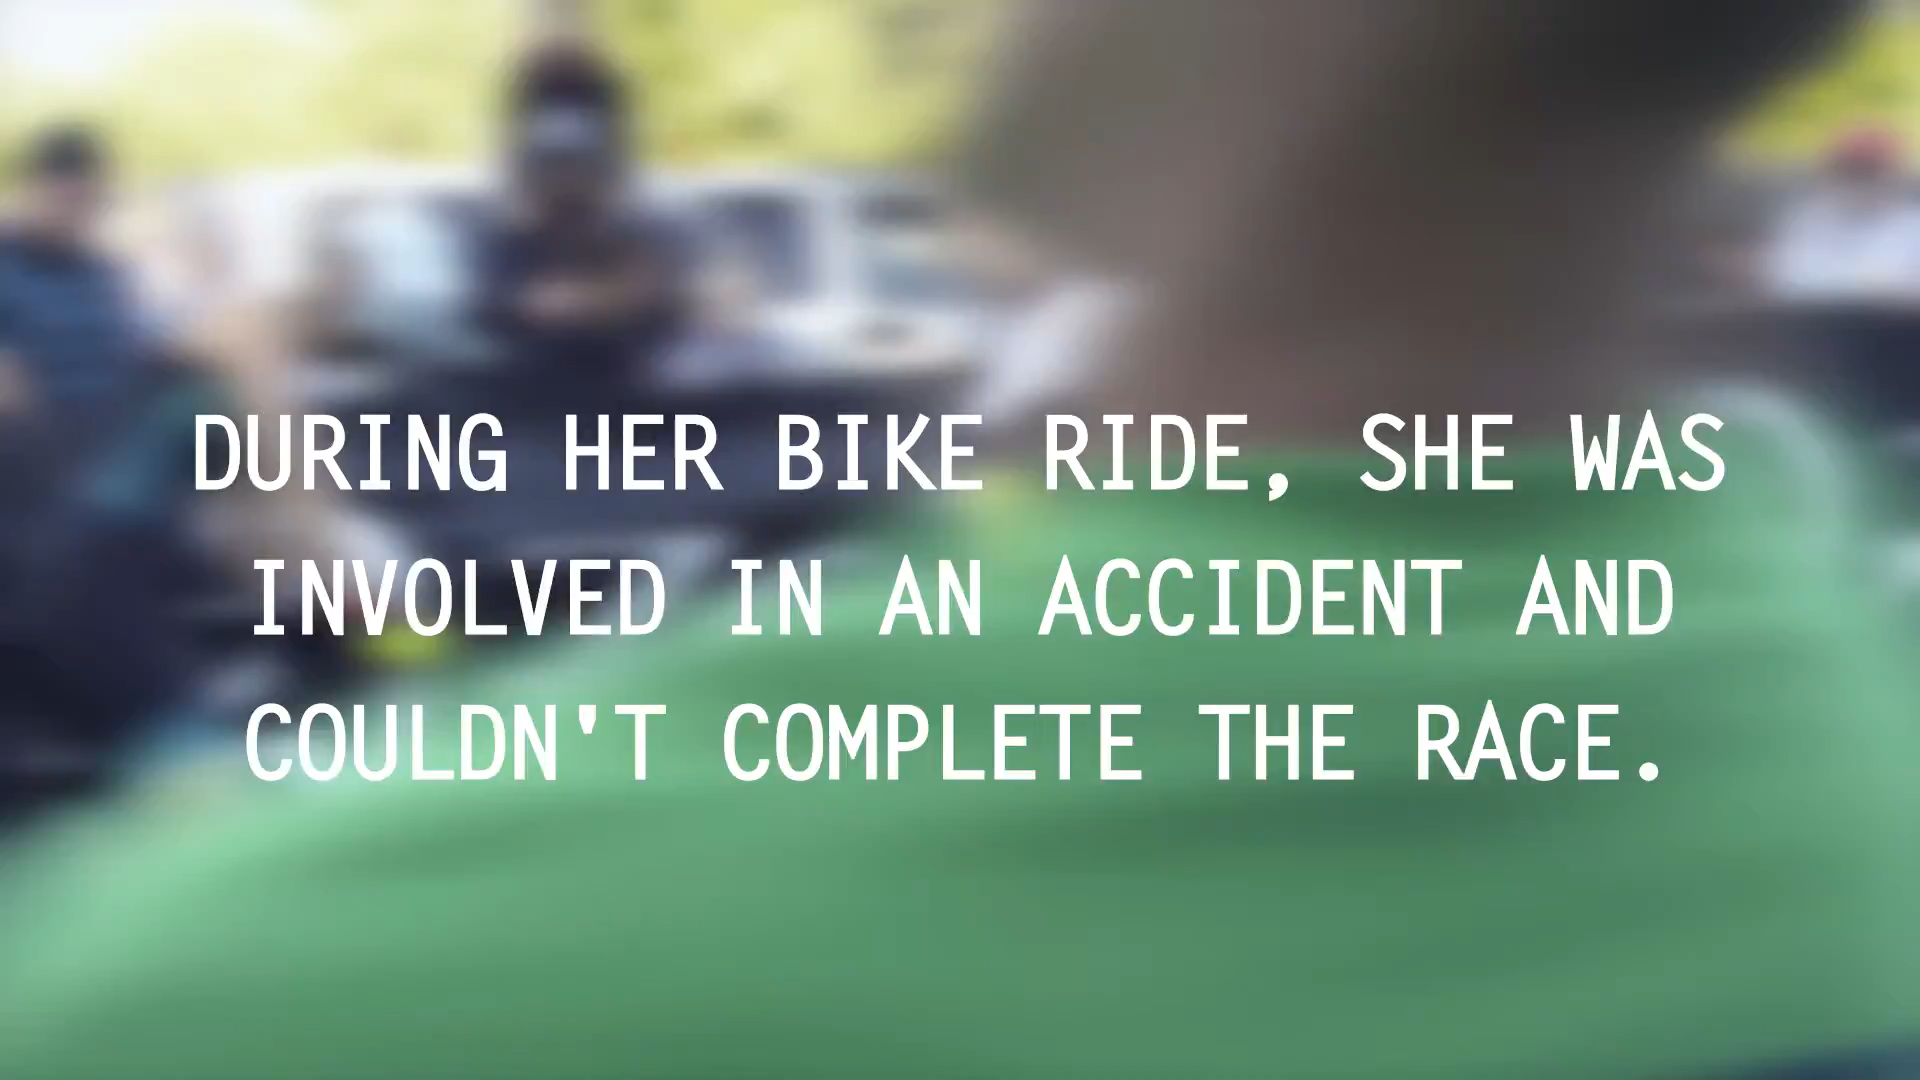 DURING HER BIKE RIDE, SHE WAS
INVOLVED IN AN ACCIDENT AND
COULDN'T COMPLETE THE RACE.